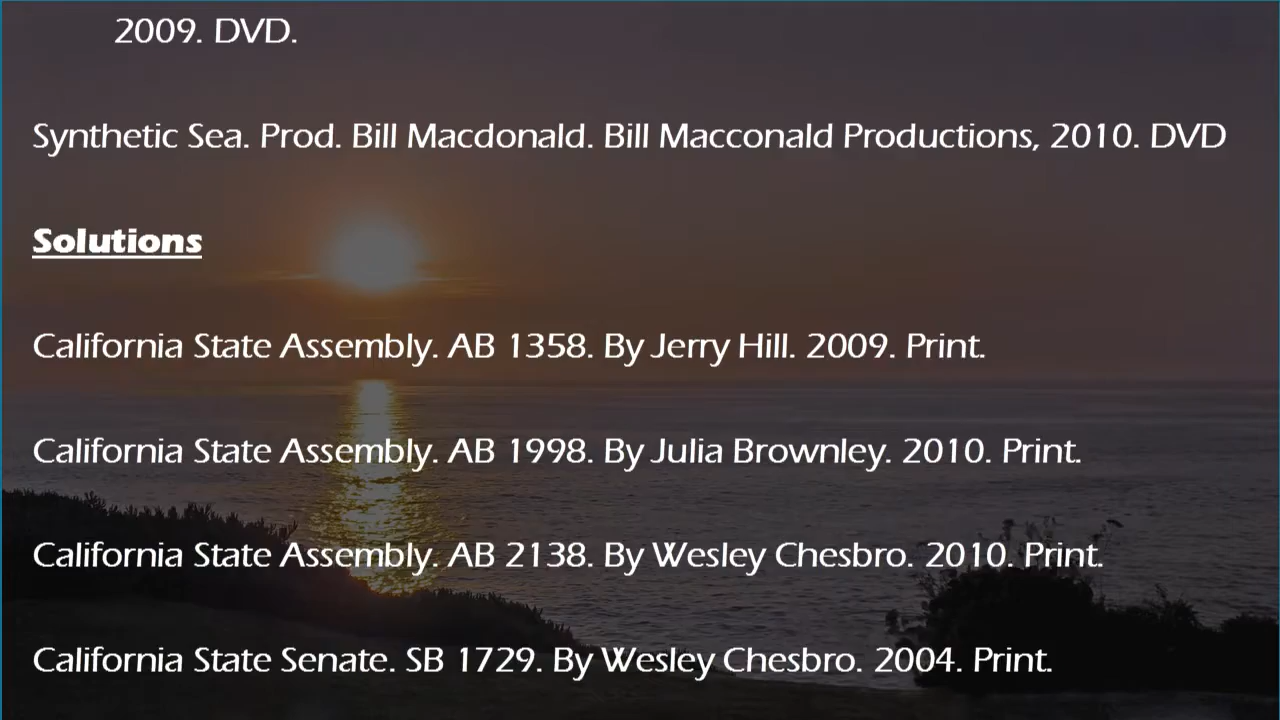 2009. DVD.
Synthetic Sea. Prod. Bill Macdonald. Bill Macconald Productions, 2010. DVD
Solutions
California State Assembly. AB 1358. By Jerry Hill. 2009. Print.
California State Assembly. AB 1998. By Julia Brownley. 2010. Print.
California State Assembly. AB 2138. By Wesley Chesbro. 2010. Print.
California State Senate. SB 1729. By Wesley Chesbro. 2004. Print.